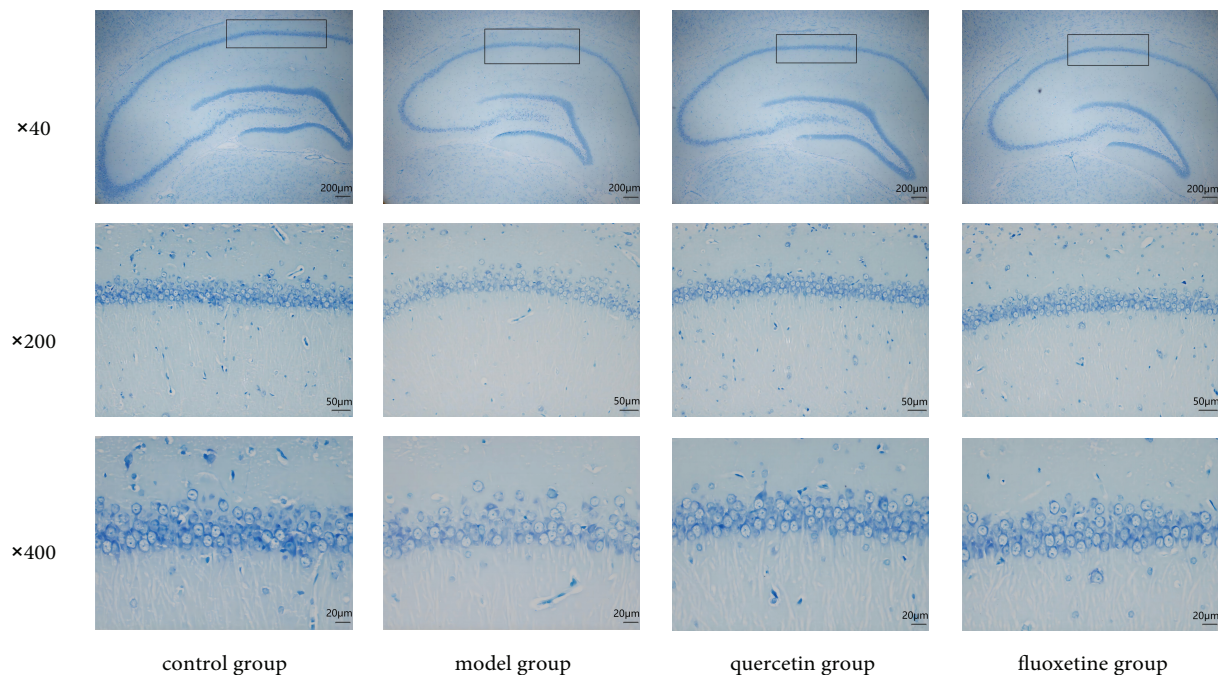 ×40
200μm
200μm
200μm
200μm
×200
50μm
50μm
50μm
50μm
×400
20μm
20μm
20μm
20μm
control group
model group
quercetin group
fluoxetine group